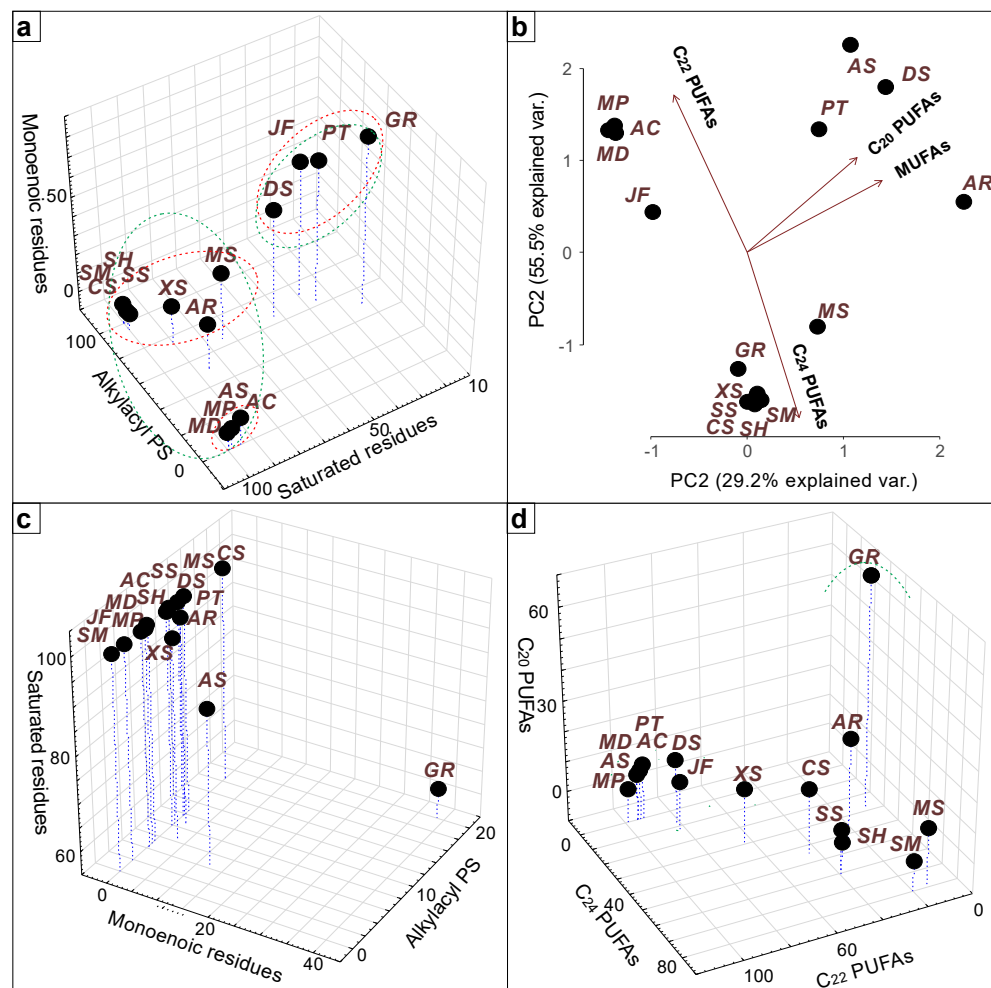 a
Monoenoic residues
50
0
100
Alkylacyl PS
0
100
Saturated residues
50
10
JF
PT
GR
DS
SH
SM
SS
CS
XS
MS
AR
AS
MP
AC
MD
b
PC2 (55.5% explained var.)
2
1
0
-1
-1
0
1
2
PC2 (29.2% explained var.)
C22 PUFAs
AS
DS
MP
AC
MD
PT
C20 PUFAs
MUFAs
JF
AR
MS
GR
C24 PUFAs
XS
SS
SM
CS
SH
c
Saturated residues
100
80
60
0
Monoenoic residues
20
40
0
10
20
Alkylacyl PS
MS
CS
SS
AC
DS
SH
PT
MD
JF
MP
AR
SM
XS
AS
GR
d
C20 PUFAs
60
30
0
0
C24 PUFAs
40
80
100
60
C22 PUFAs
0
GR
AR
PT
MD
AC
DS
AS
JF
MP
XS
CS
SS
SH
MS
SM